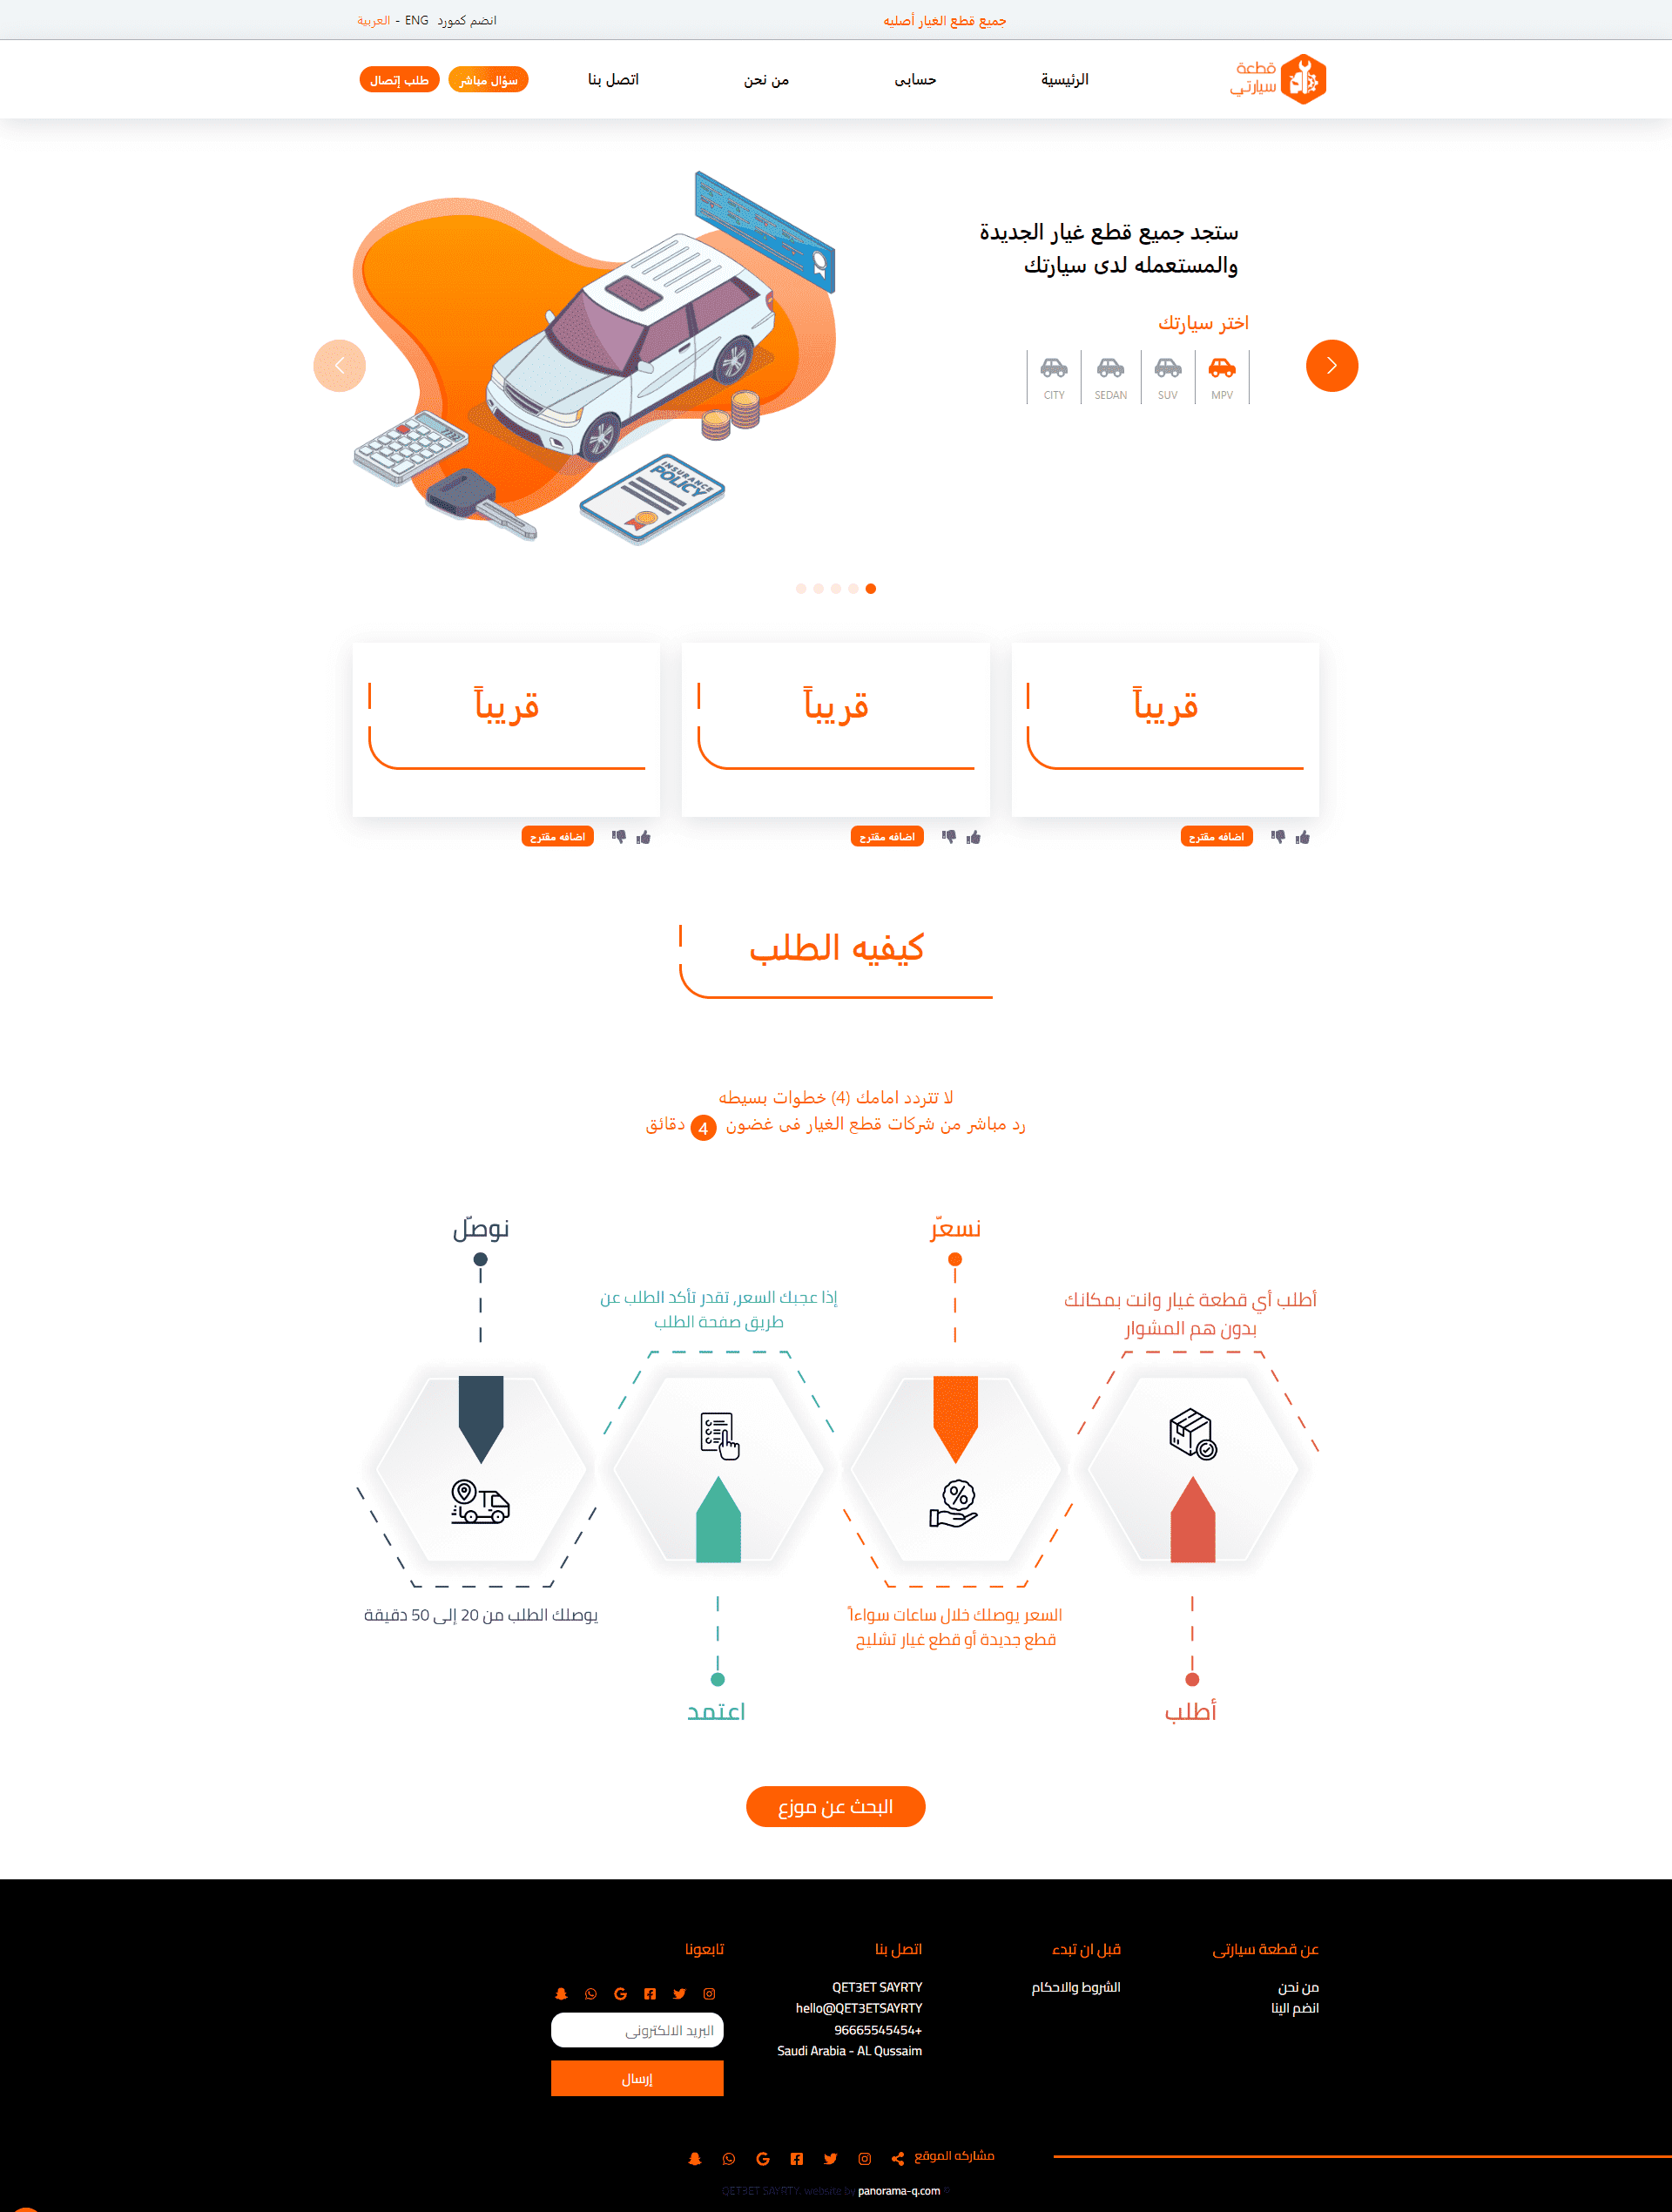 جميع قطع الغيار أصليه
انضم كمورد ENG - العربية
قطعة
سيارتي
الرئيسية
حسابى
من نحن
اتصل بنا
سؤال مباشر
طلب إتصال
ستجد جميع قطع غيار الجديدة
والمستعمله لدى سيارتك
اختر سيارتك
MPV
SUV
SEDAN
CITY
INSURANCE
POLICY
قريباً
قريباً
قريباً
اضافه مقترح
اضافه مقترح
اضافه مقترح
كيفيه الطلب
لا تتردد امامك (4) خطوات بسيطه
رد مباشر من شركات قطع الغيار فى غضون 4 دقائق
أطلب أي قطعة غيار وانت بمكانك
بدون هم المشوار
أطلب
نسعّر
السعر يوصلك خلال ساعات سواءاً
قطع جديدة أو قطع غيار تشليح
إذا عجبك السعر, تقدر تأكد الطلب عن
طريق صفحة الطلب
اعتمد
نوصّل
يوصلك الطلب من 20 إلى 50 دقيقة
البحث عن موزع
عن قطعة سيارتى
من نحن
انضم الينا
قبل ان تبدء
الشروط والاحكام
اتصل بنا
QET3ET SAYRTY
hello@QET3ETSAYRTY
96665545454+
Saudi Arabia - AL Qussaim
تابعونا
البريد الالكترونى
إرسال
مشاركه الموقع
QET3ET SAYRTY. website by panorama-q.com ©